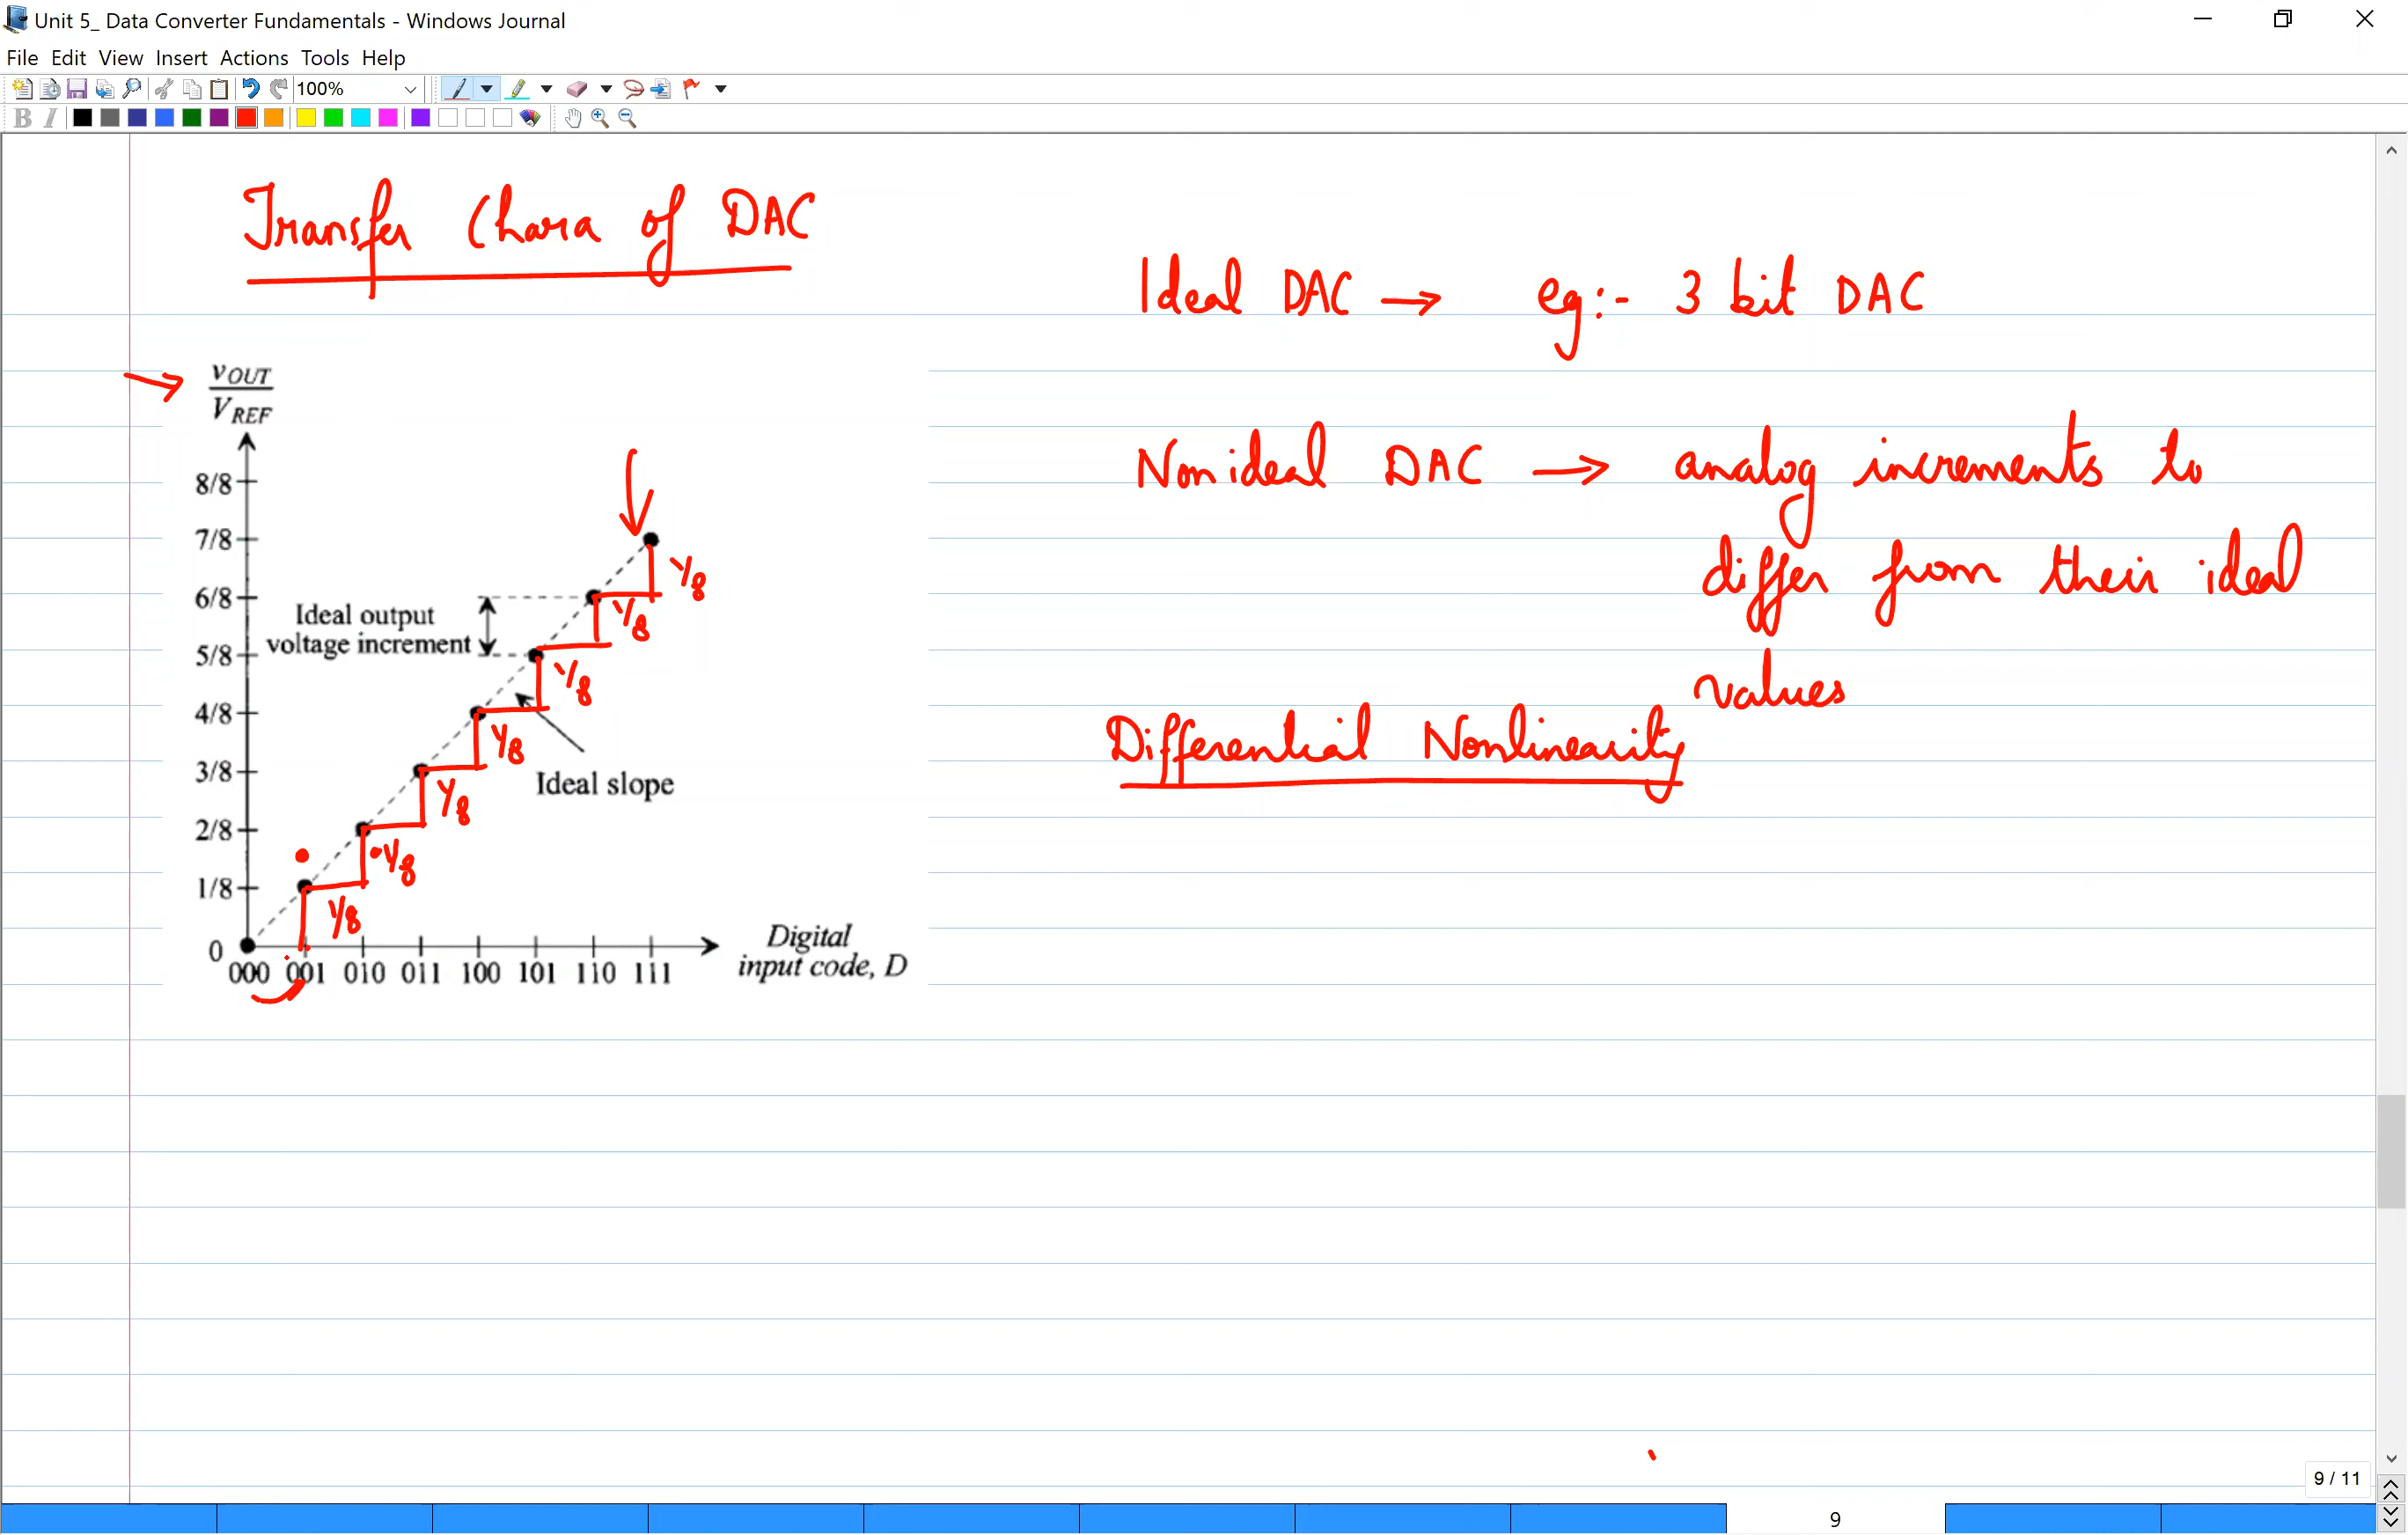 Unit 5_ Data Converter Fundamentals - Windows Journal
File Edit View Insert Actions Tools Help
100%
B I
Transfer Chara of DAC
Ideal DAC → eg:- 3 bit DAC
Non ideal DAC → analog increments to
differ from their ideal
values
Differential Nonlinearity
→ vOUT
VREF
8/8
7/8
6/8
5/8
4/8
3/8
2/8
1/8
0
Ideal output
voltage increment
Ideal slope
1/8
1/8
1/8
1/8
1/8
1/8
1/8
000 001 010 011 100 101 110 111
Digital
input code, D
9 / 11
9